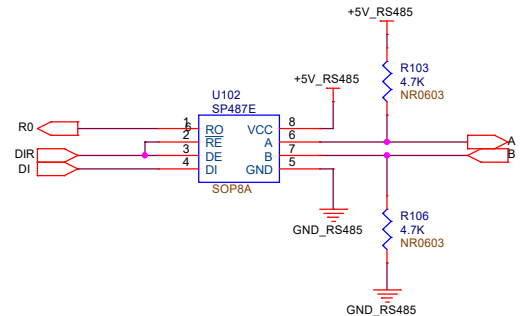 +5V_RS485
R103
4.7K
NR0603
+5V_RS485
U102
SP487E
R0
1
6
RO
VCC
8
2
RE
A
6
A
DIR
3
DE
B
7
B
DI
4
DI
GND
5
SOP8A
GND_RS485
R106
4.7K
NR0603
GND_RS485